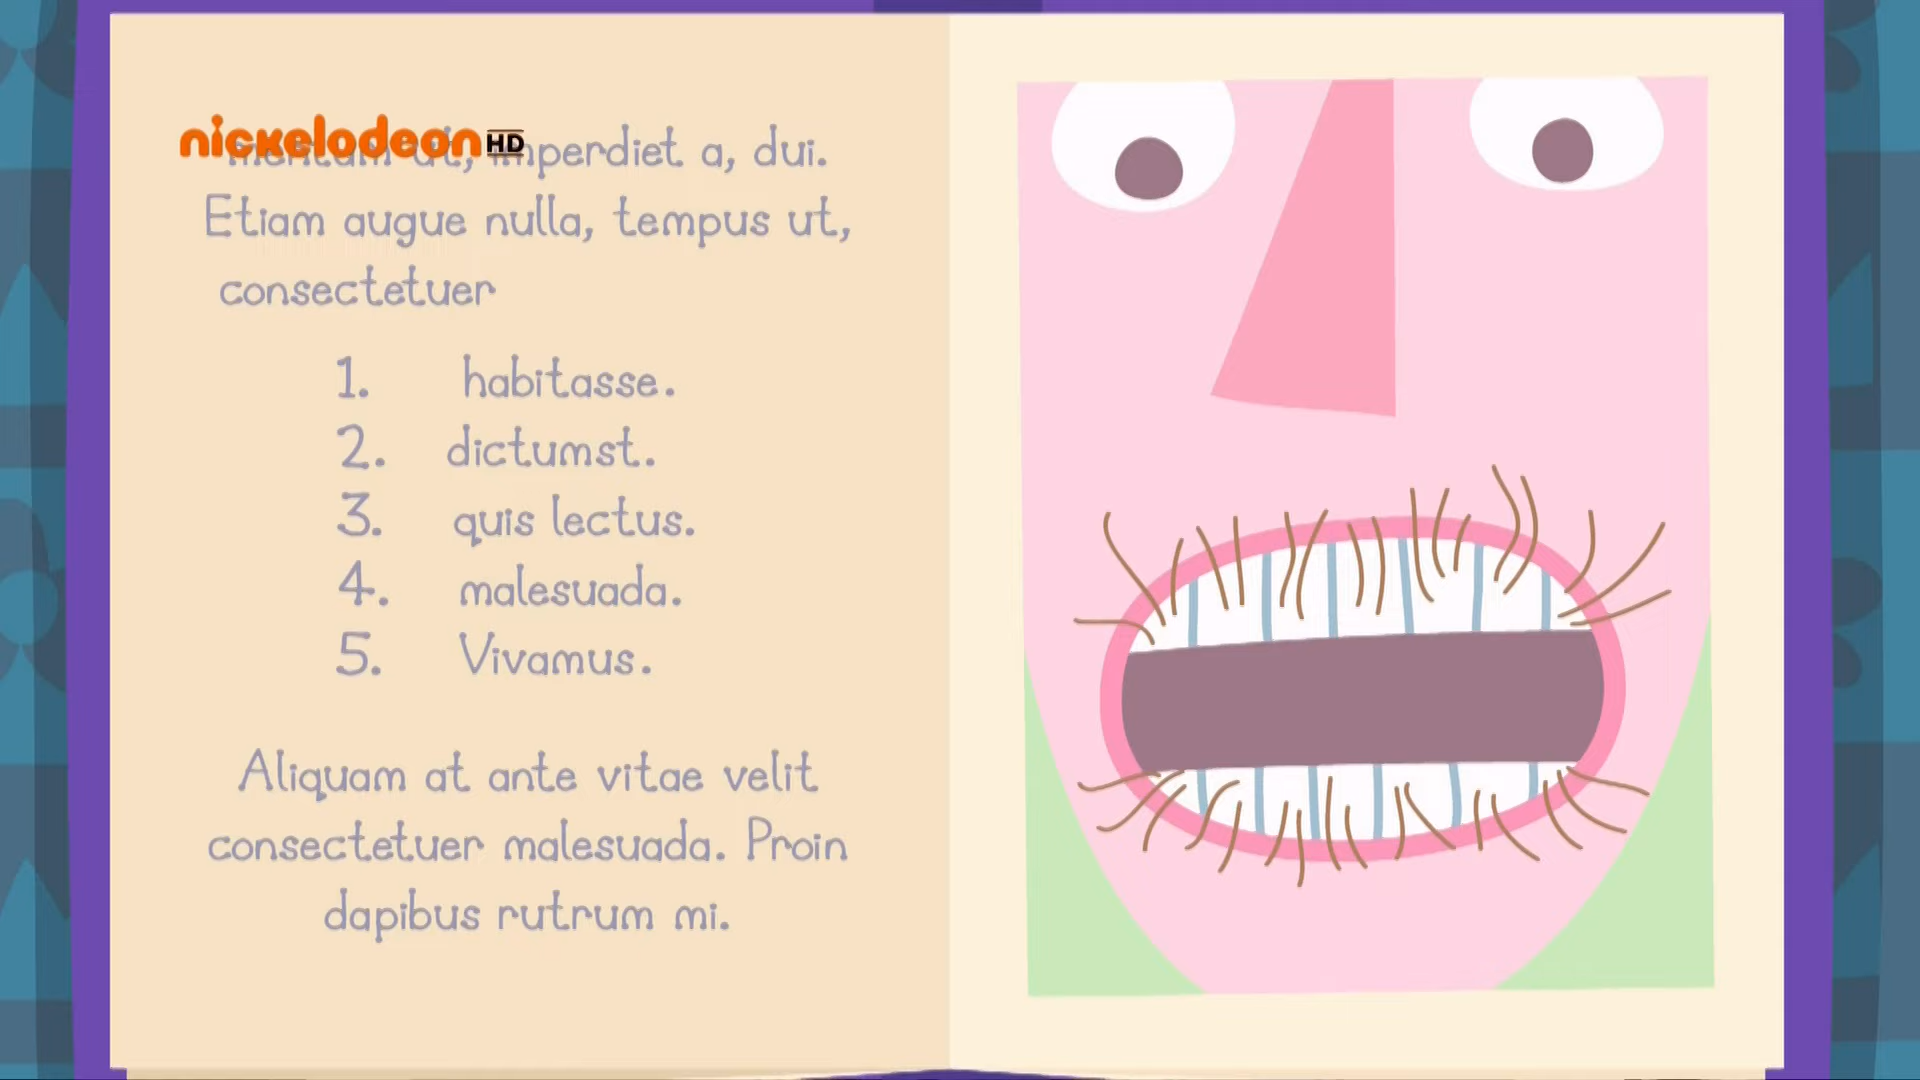 nickelodeon HD
imperdiet a, dui.
Etiam augue nulla, tempus ut,
consectetuer
1. habitasse.
2. dictumst.
3. quis lectus.
4. malesuada.
5. Vivamus.
Aliquam at ante vitae velit
consectetuer malesuada. Proin
dapibus rutrum mi.